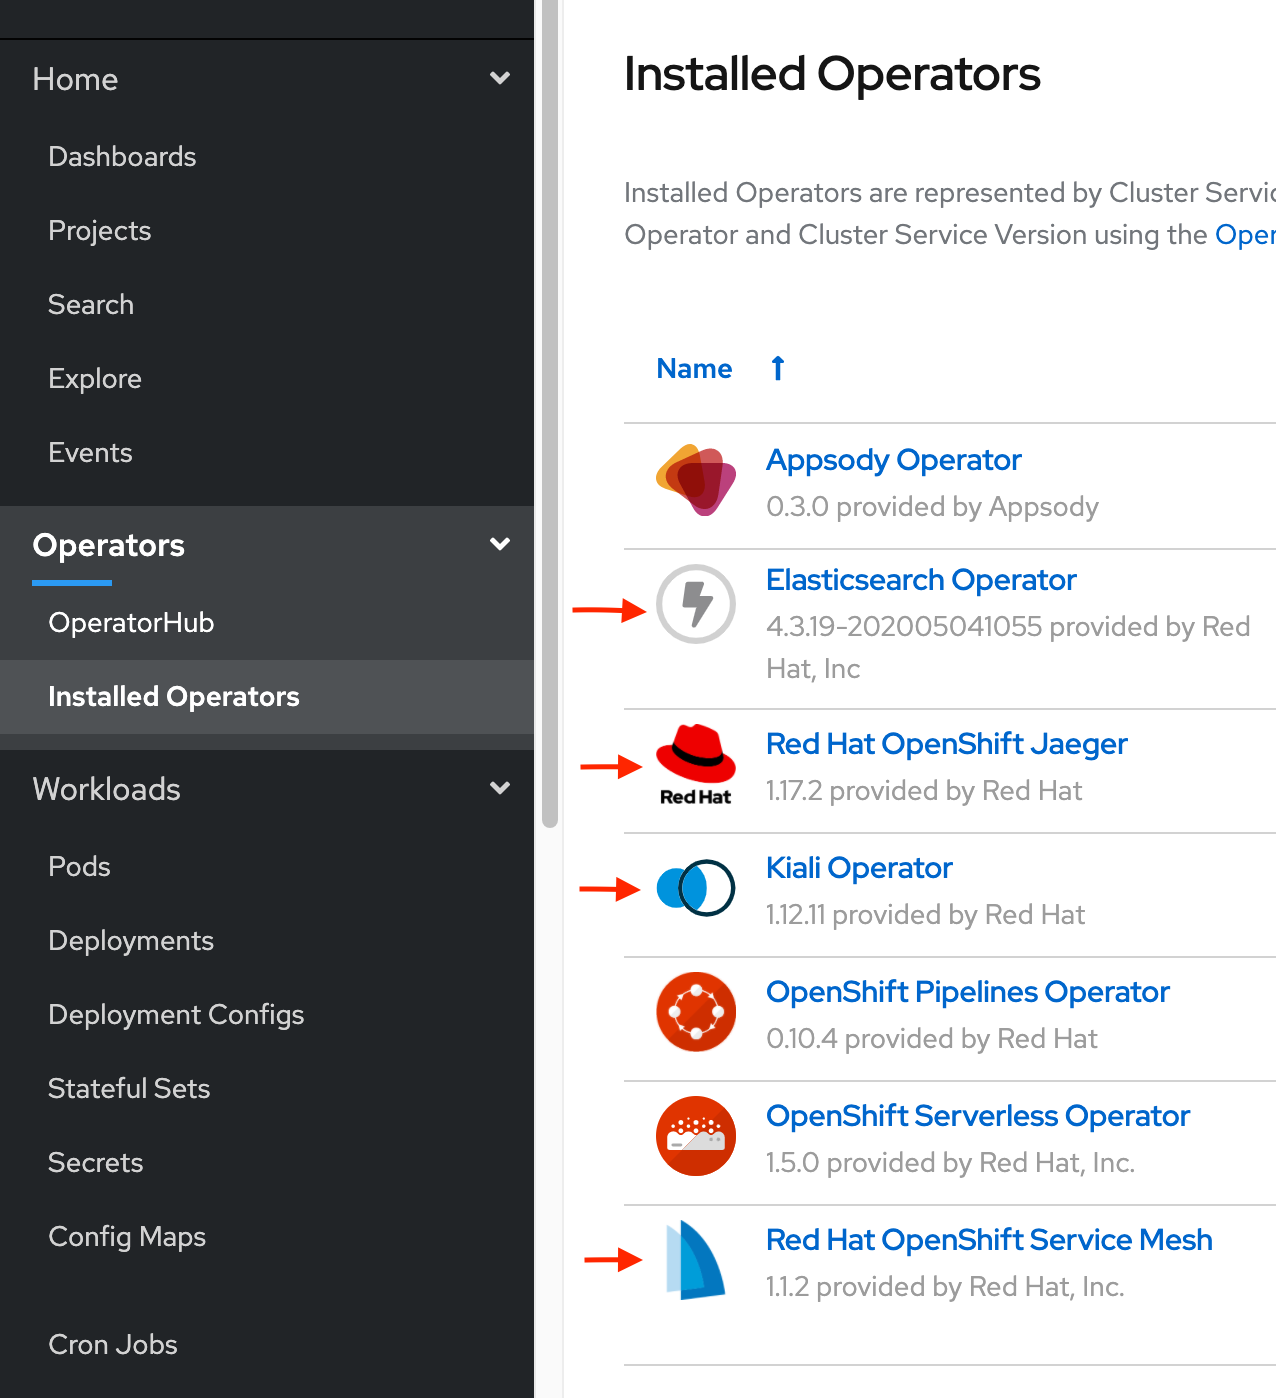 Home
Dashboards
Projects
Search
Explore
Events
Operators
OperatorHub
Installed Operators
Workloads
Pods
Deployments
Deployment Configs
Stateful Sets
Secrets
Config Maps
Cron Jobs
Installed Operators
Installed Operators are represented by Cluster Servic
Operator and Cluster Service Version using the Oper
Name
Appsody Operator
0.3.0 provided by Appsody
Elasticsearch Operator
4.3.19-202005041055 provided by Red
Hat, Inc
Red Hat
Red Hat OpenShift Jaeger
1.17.2 provided by Red Hat
Kiali Operator
1.12.11 provided by Red Hat
OpenShift Pipelines Operator
0.10.4 provided by Red Hat
OpenShift Serverless Operator
1.5.0 provided by Red Hat, Inc.
Red Hat OpenShift Service Mesh
1.1.2 provided by Red Hat, Inc.